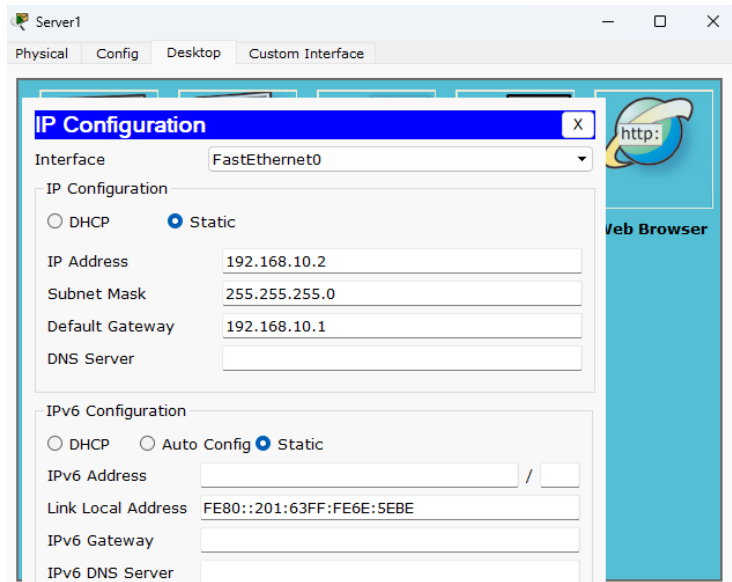 Server1
Physical Config Desktop Custom Interface
IP Configuration X
http:
Interface FastEthernet0
IP Configuration
DHCP Static
Web Browser
IP Address 192.168.10.2
Subnet Mask 255.255.255.0
Default Gateway 192.168.10.1
DNS Server
IPv6 Configuration
DHCP Auto Config Static
IPv6 Address /
Link Local Address FE80::201:63FF:FE6E:5EBE
IPv6 Gateway
IPv6 DNS Server